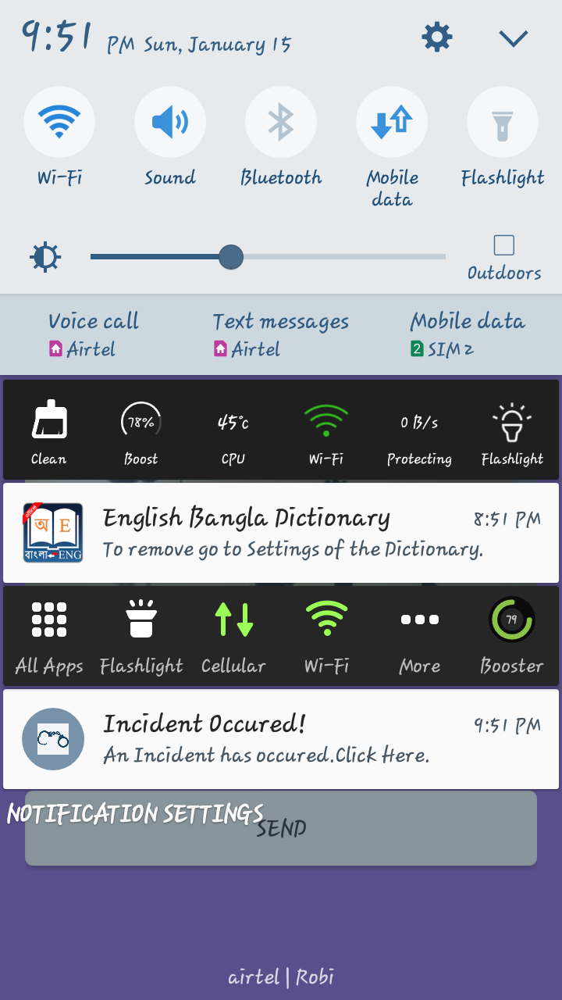 9:51 PM Sun, January 15
Wi-Fi Sound Bluetooth Mobile data Flashlight
Outdoors
Voice call Text messages Mobile data
Airtel Airtel 2 SIM 2
78% 45°c 0 B/s
Clean Boost CPU Wi-Fi Protecting Flashlight
English Bangla Dictionary 8:51 PM
Offline
অ E
বাংলা ENG
To remove go to Settings of the Dictionary.
79
All Apps Flashlight Cellular Wi-Fi More Booster
Incident Occured! 9:51 PM
An Incident has occured.Click Here.
NOTIFICATION SETTINGS
SEND
airtel | Robi